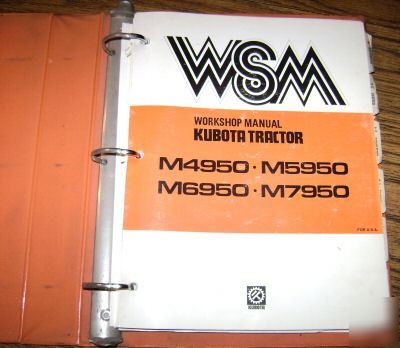 WSM
WORKSHOP MANUAL
KUBOTA TRACTOR
M4950·M5950
M6950·M7950
FOR U.S.A.
KUBOTA